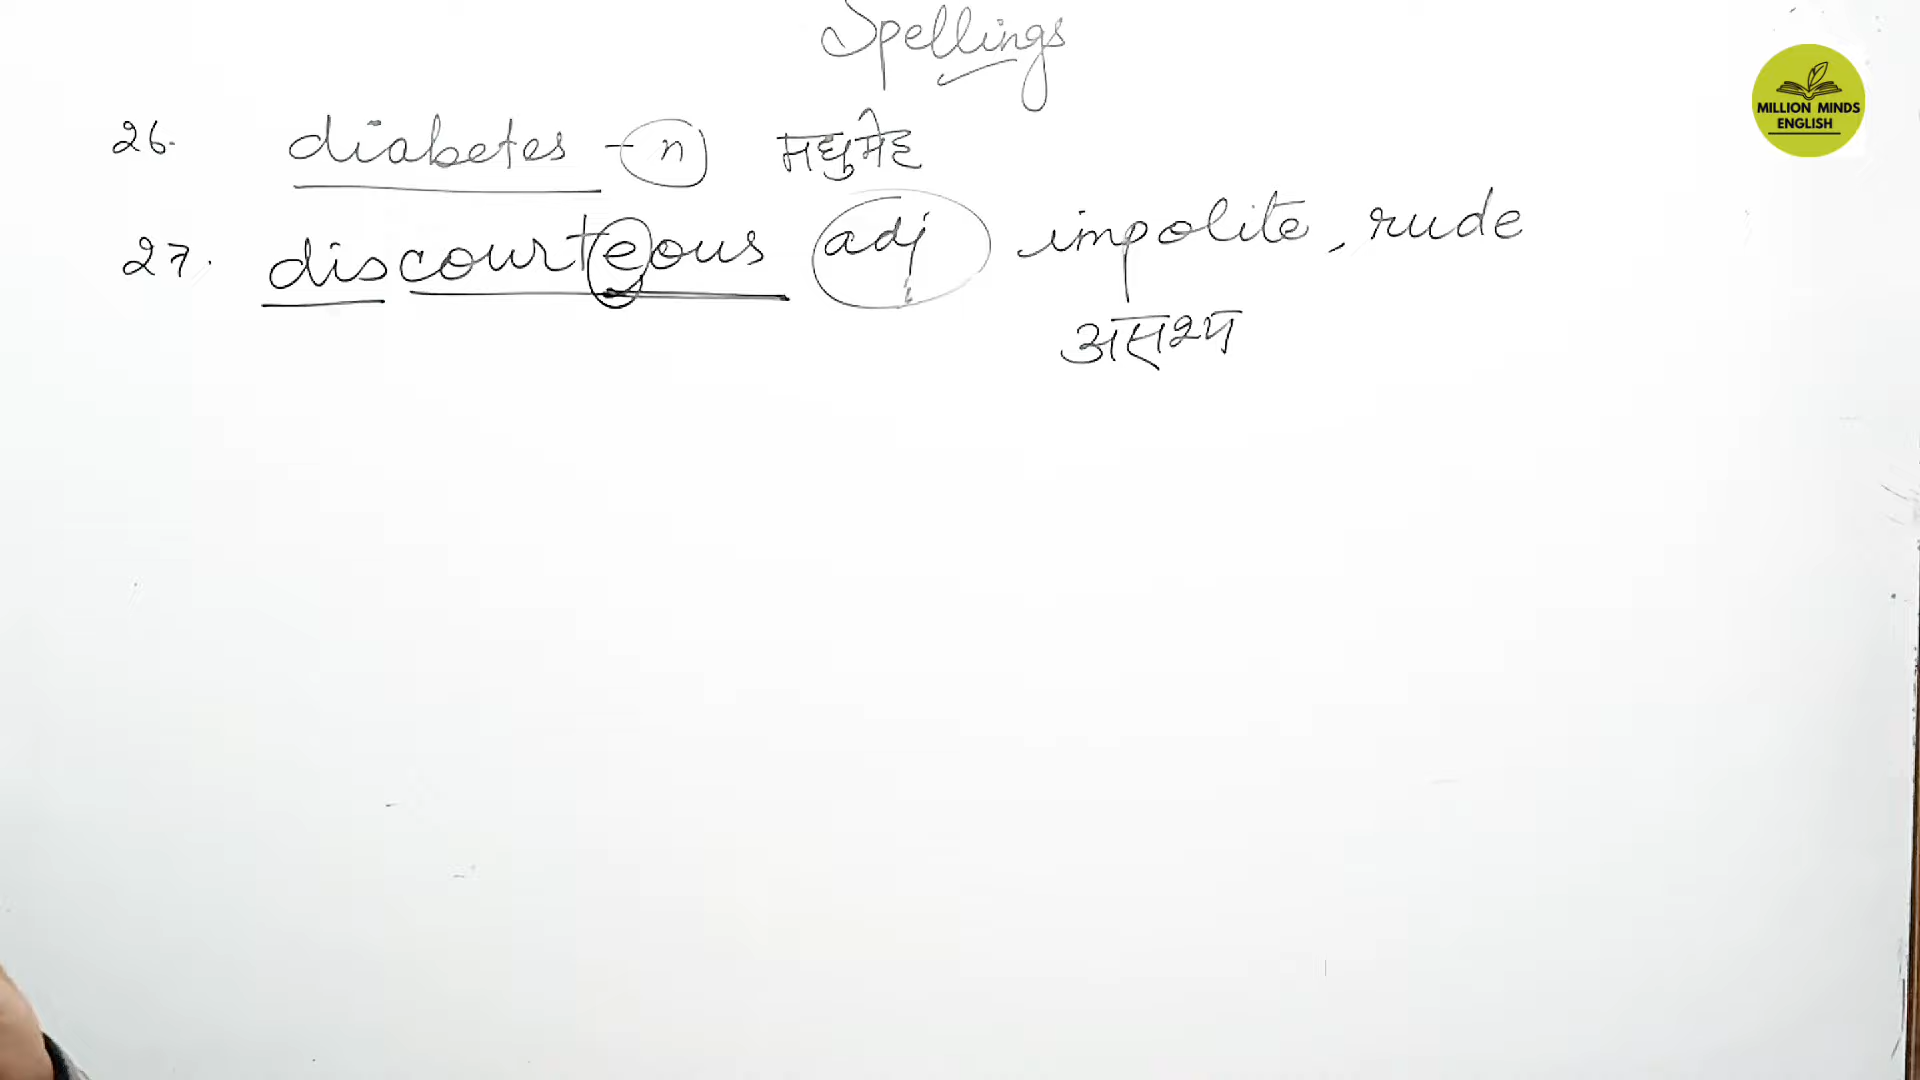 Spellings
MILLION MINDS
ENGLISH
26. diabetes - n मधुमेह
27. discourteous adj impolite, rude
असभ्य